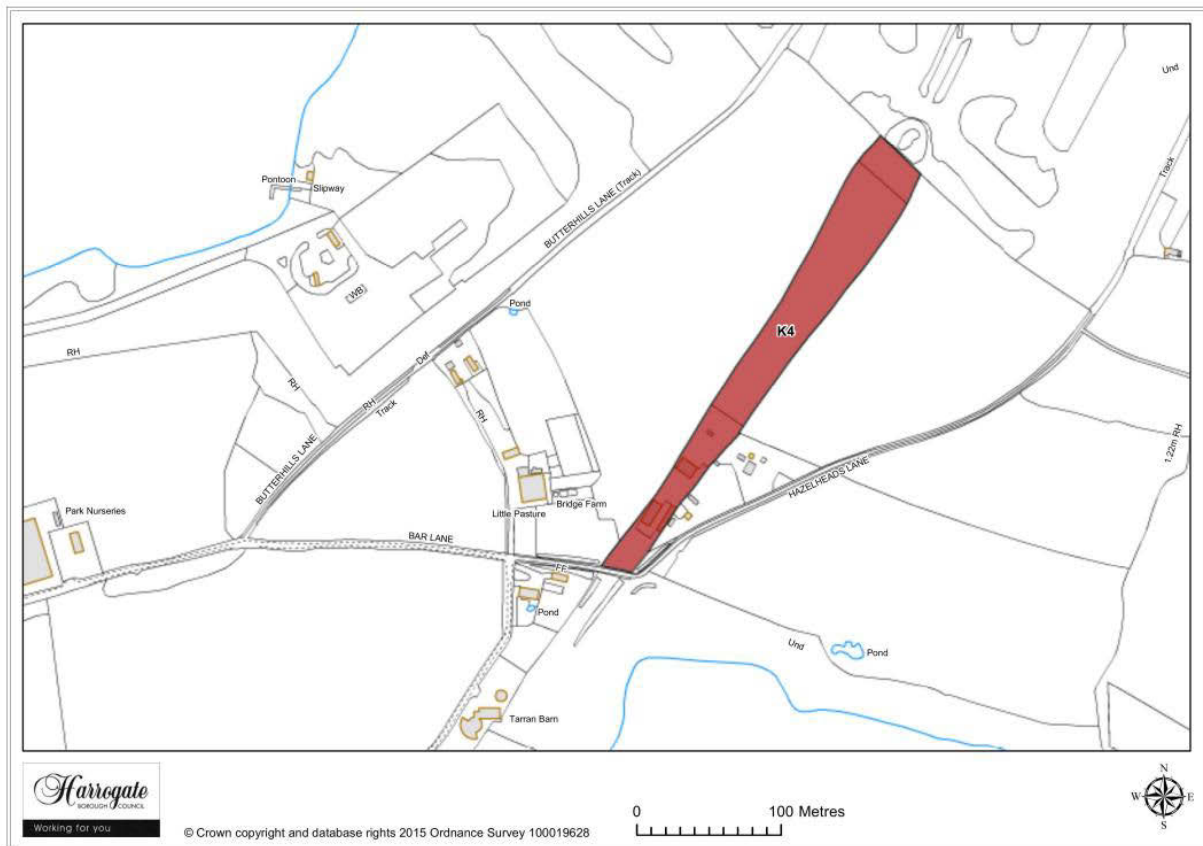 Und
Track
Pontoon
Slipway
BUTTERHILLS LANE (Track)
WB
Pond
K4
RH
RH
Def
RH
Track
RH
BUTTERHILLS LANE
1.22m RH
HAZELHEADS LANE
Park Nurseries
Bridge Farm
Little Pasture
BAR LANE
FF
Pond
Und
Pond
Tarran Barn
Harrogate
BOROUGH COUNCIL
Working for you
© Crown copyright and database rights 2015 Ordnance Survey 100019628
0 100 Metres
N
W E
S